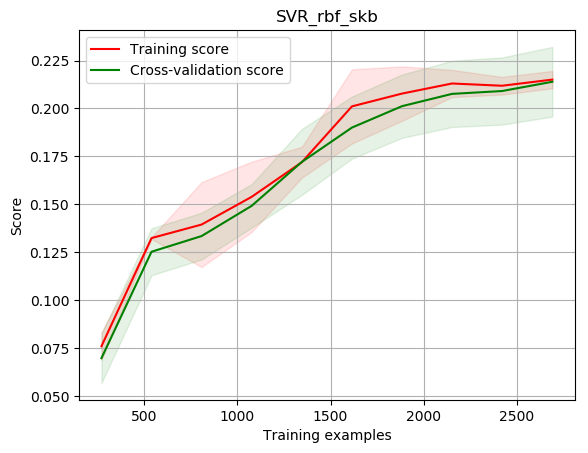 SVR_rbf_skb
Training score
Cross-validation score
0.225
0.200
0.175
0.150
0.125
0.100
0.075
0.050
Score
500
1000
1500
2000
2500
Training examples